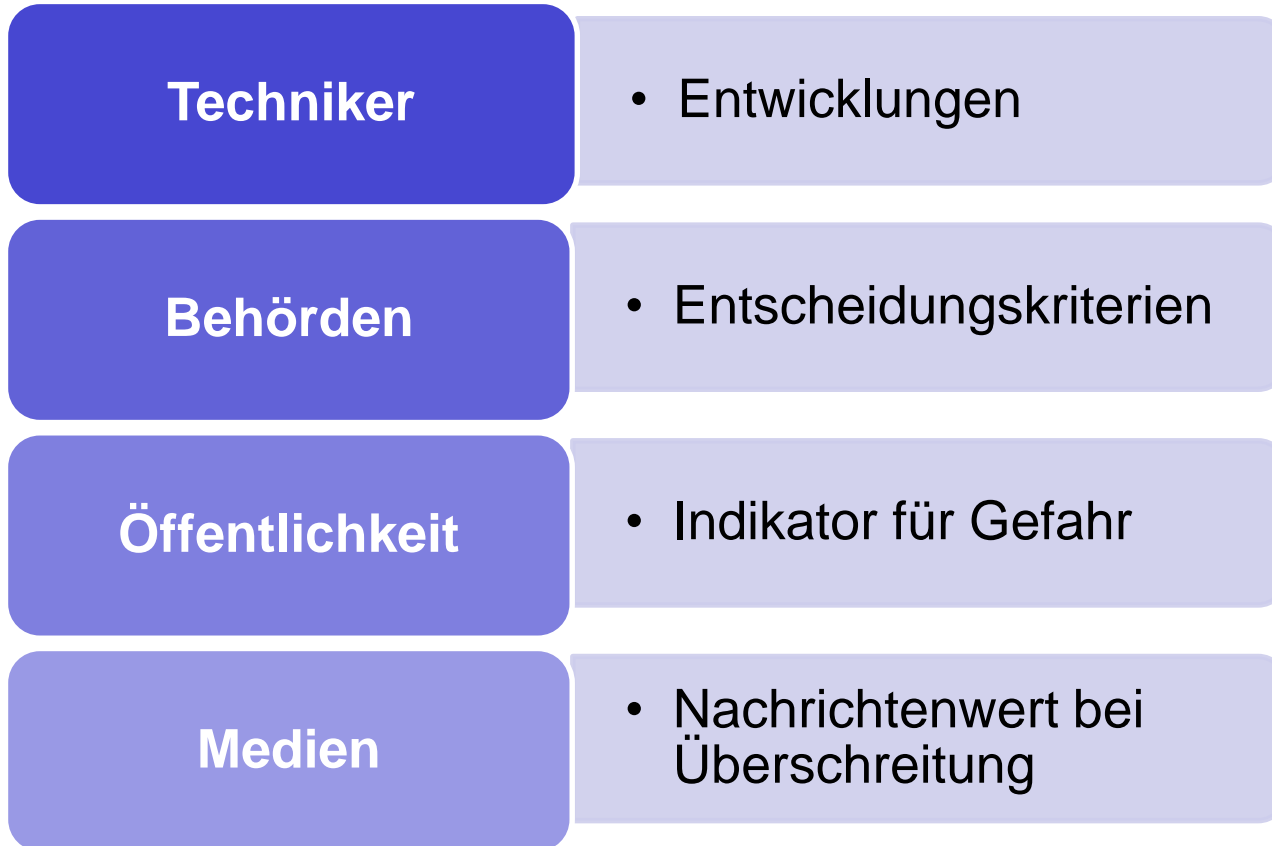 Techniker
• Entwicklungen
Behörden
• Entscheidungskriterien
Öffentlichkeit
• Indikator für Gefahr
Medien
• Nachrichtenwert bei
Überschreitung